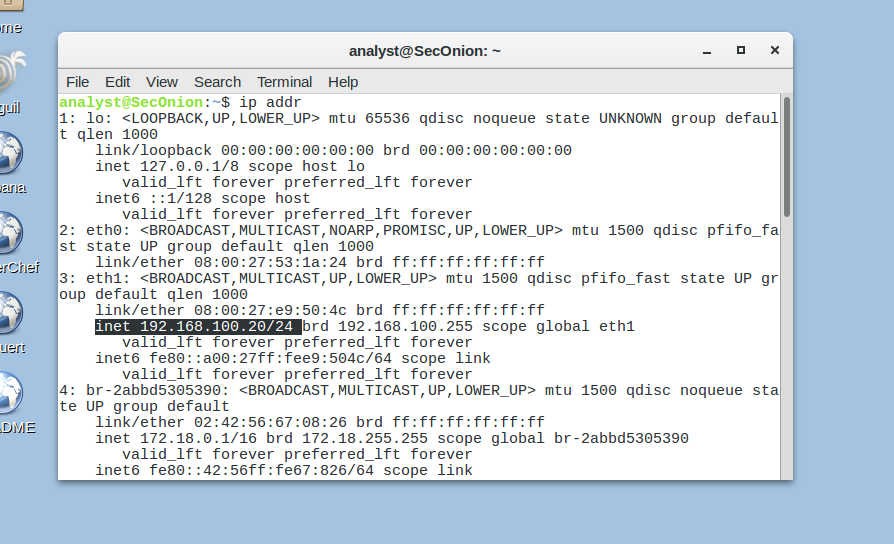 ome
guil
bana
erChef
uert
DME
analyst@SecOnion: ~
File Edit View Search Terminal Help
analyst@SecOnion:~$ ip addr
1: lo: <LOOPBACK,UP,LOWER_UP> mtu 65536 qdisc noqueue state UNKNOWN group defaul
t qlen 1000
    link/loopback 00:00:00:00:00:00 brd 00:00:00:00:00:00
    inet 127.0.0.1/8 scope host lo
       valid_lft forever preferred_lft forever
    inet6 ::1/128 scope host
       valid_lft forever preferred_lft forever
2: eth0: <BROADCAST,MULTICAST,NOARP,PROMISC,UP,LOWER_UP> mtu 1500 qdisc pfifo_fa
st state UP group default qlen 1000
    link/ether 08:00:27:53:1a:24 brd ff:ff:ff:ff:ff:ff
3: eth1: <BROADCAST,MULTICAST,UP,LOWER_UP> mtu 1500 qdisc pfifo_fast state UP gr
oup default qlen 1000
    link/ether 08:00:27:e9:50:4c brd ff:ff:ff:ff:ff:ff
    inet 192.168.100.20/24 brd 192.168.100.255 scope global eth1
       valid_lft forever preferred_lft forever
    inet6 fe80::a00:27ff:fee9:504c/64 scope link
       valid_lft forever preferred_lft forever
4: br-2abbd5305390: <BROADCAST,MULTICAST,UP,LOWER_UP> mtu 1500 qdisc noqueue sta
te UP group default
    link/ether 02:42:56:67:08:26 brd ff:ff:ff:ff:ff:ff
    inet 172.18.0.1/16 brd 172.18.255.255 scope global br-2abbd5305390
       valid_lft forever preferred_lft forever
    inet6 fe80::42:56ff:fe67:826/64 scope link